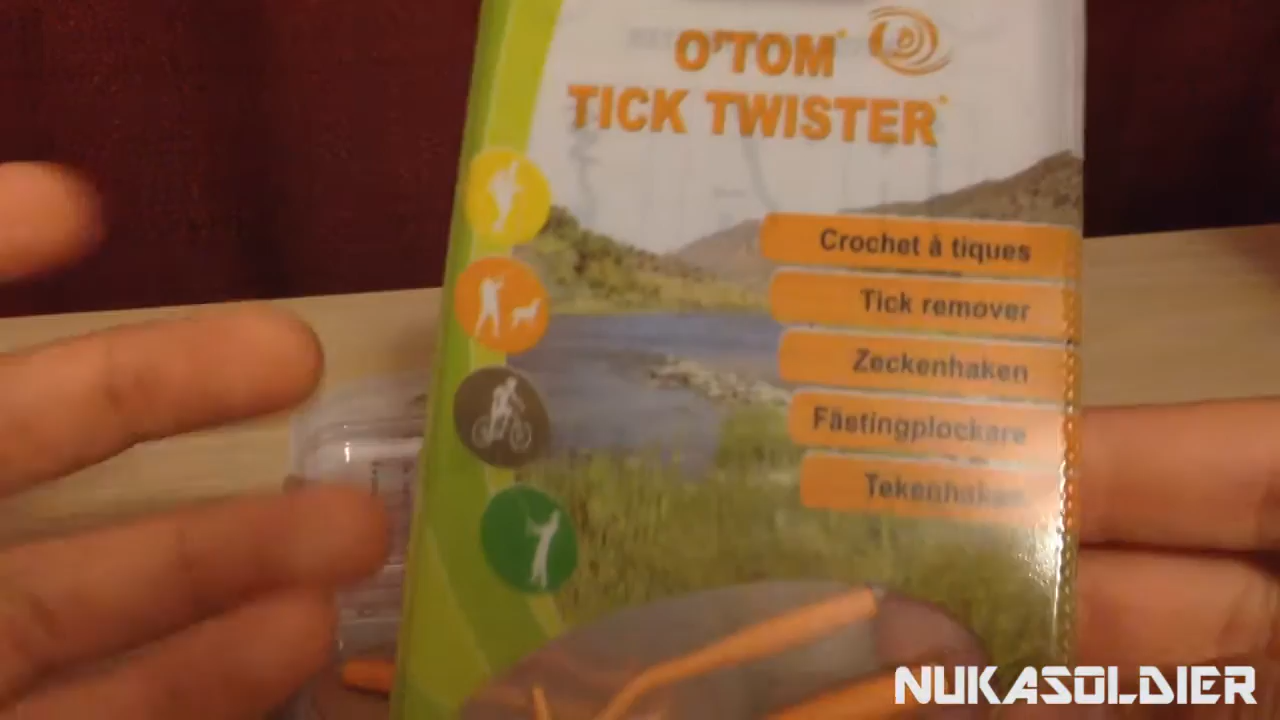 O'TOM
TICK TWISTER
Crochet à tiques
Tick remover
Zeckenhaken
Fästingplockare
Tekenhaken
NUKASOLDIER